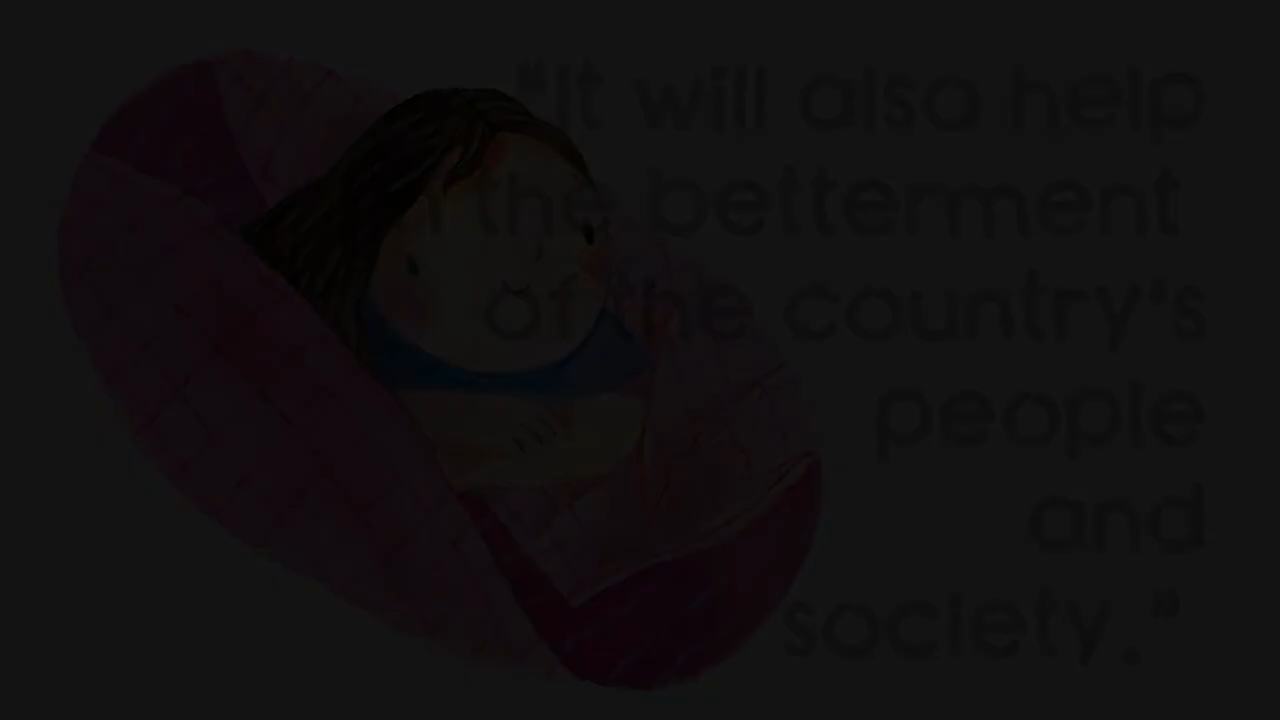 "It will also help
the betterment
of the country's
people
and
society."